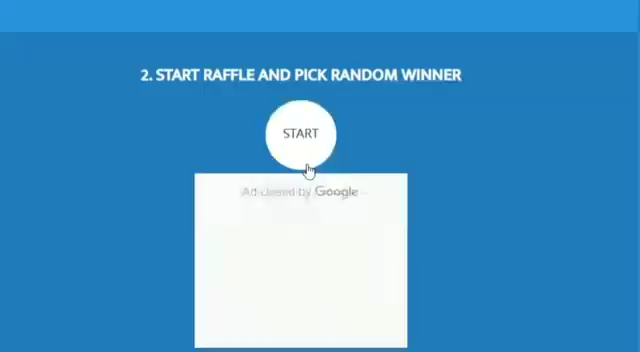 2. START RAFFLE AND PICK RANDOM WINNER
START
Ad closed by Google